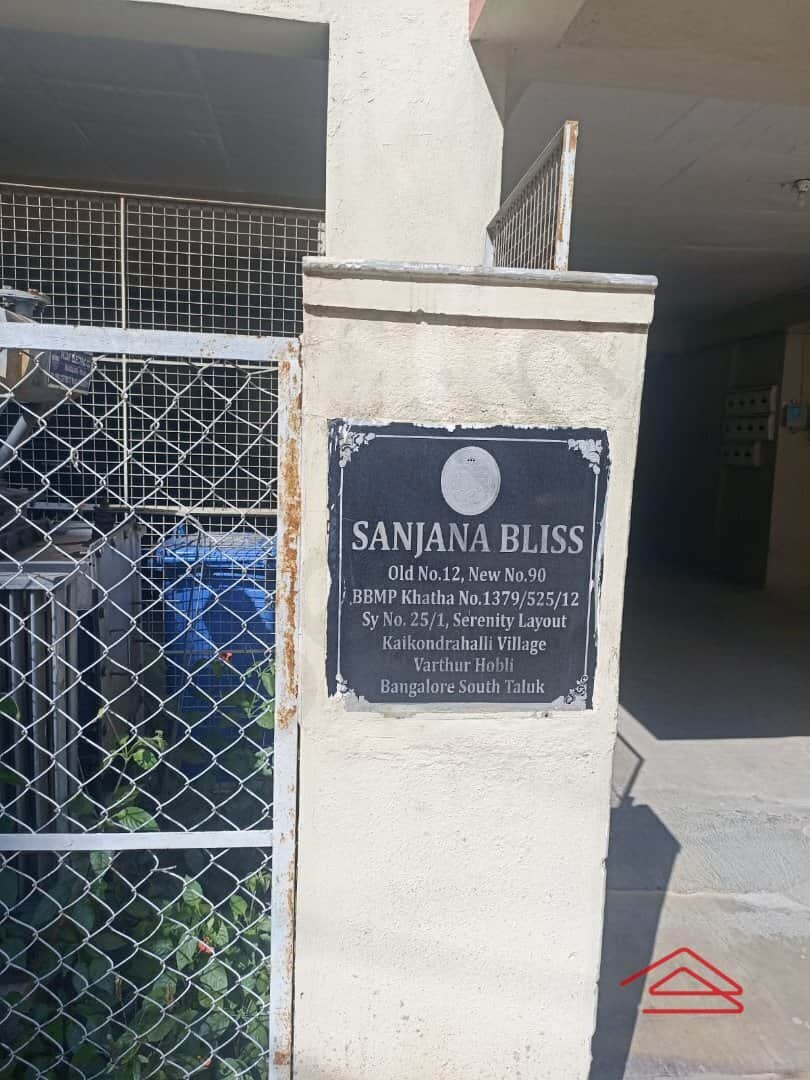 SANJANA BLISS
Old No.12, New No.90
BBMP Khatha No.1379/525/12
Sy No. 25/1, Serenity Layout
Kaikondrahalli Village
Varthur Hobli
Bangalore South Taluk